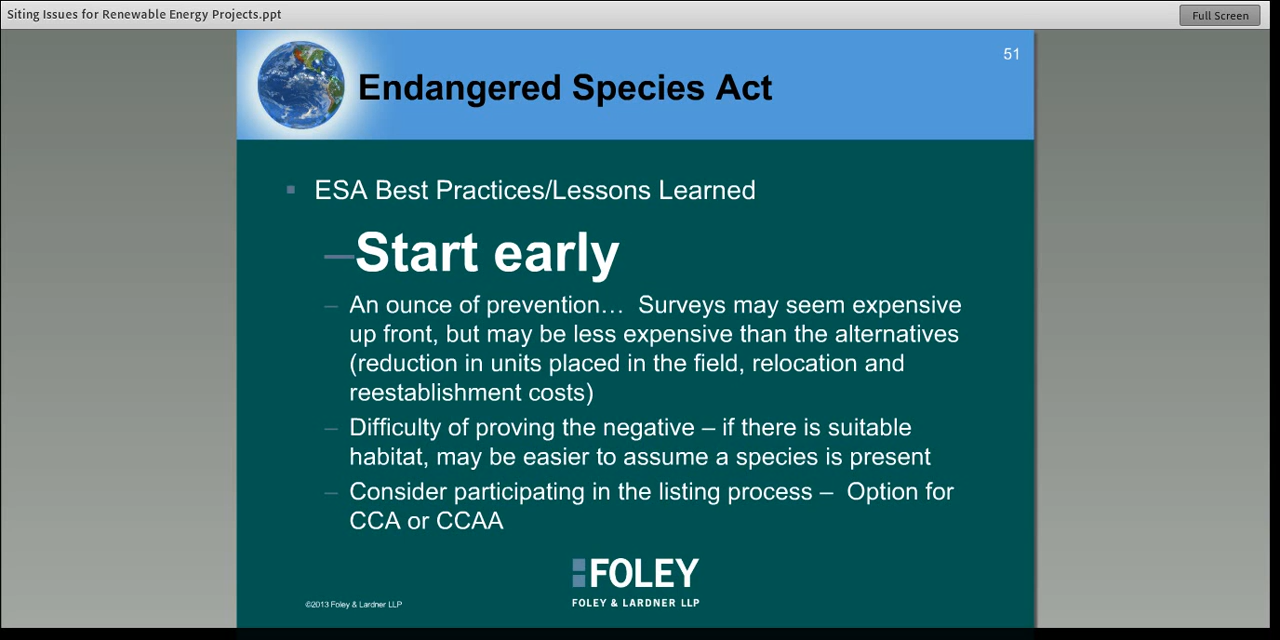 Siting Issues for Renewable Energy Projects.ppt
Full Screen
51
Endangered Species Act
▪ ESA Best Practices/Lessons Learned
–Start early
– An ounce of prevention… Surveys may seem expensive
up front, but may be less expensive than the alternatives
(reduction in units placed in the field, relocation and
reestablishment costs)
– Difficulty of proving the negative – if there is suitable
habitat, may be easier to assume a species is present
– Consider participating in the listing process – Option for
CCA or CCAA
FOLEY
FOLEY & LARDNER LLP
©2013 Foley & Lardner LLP